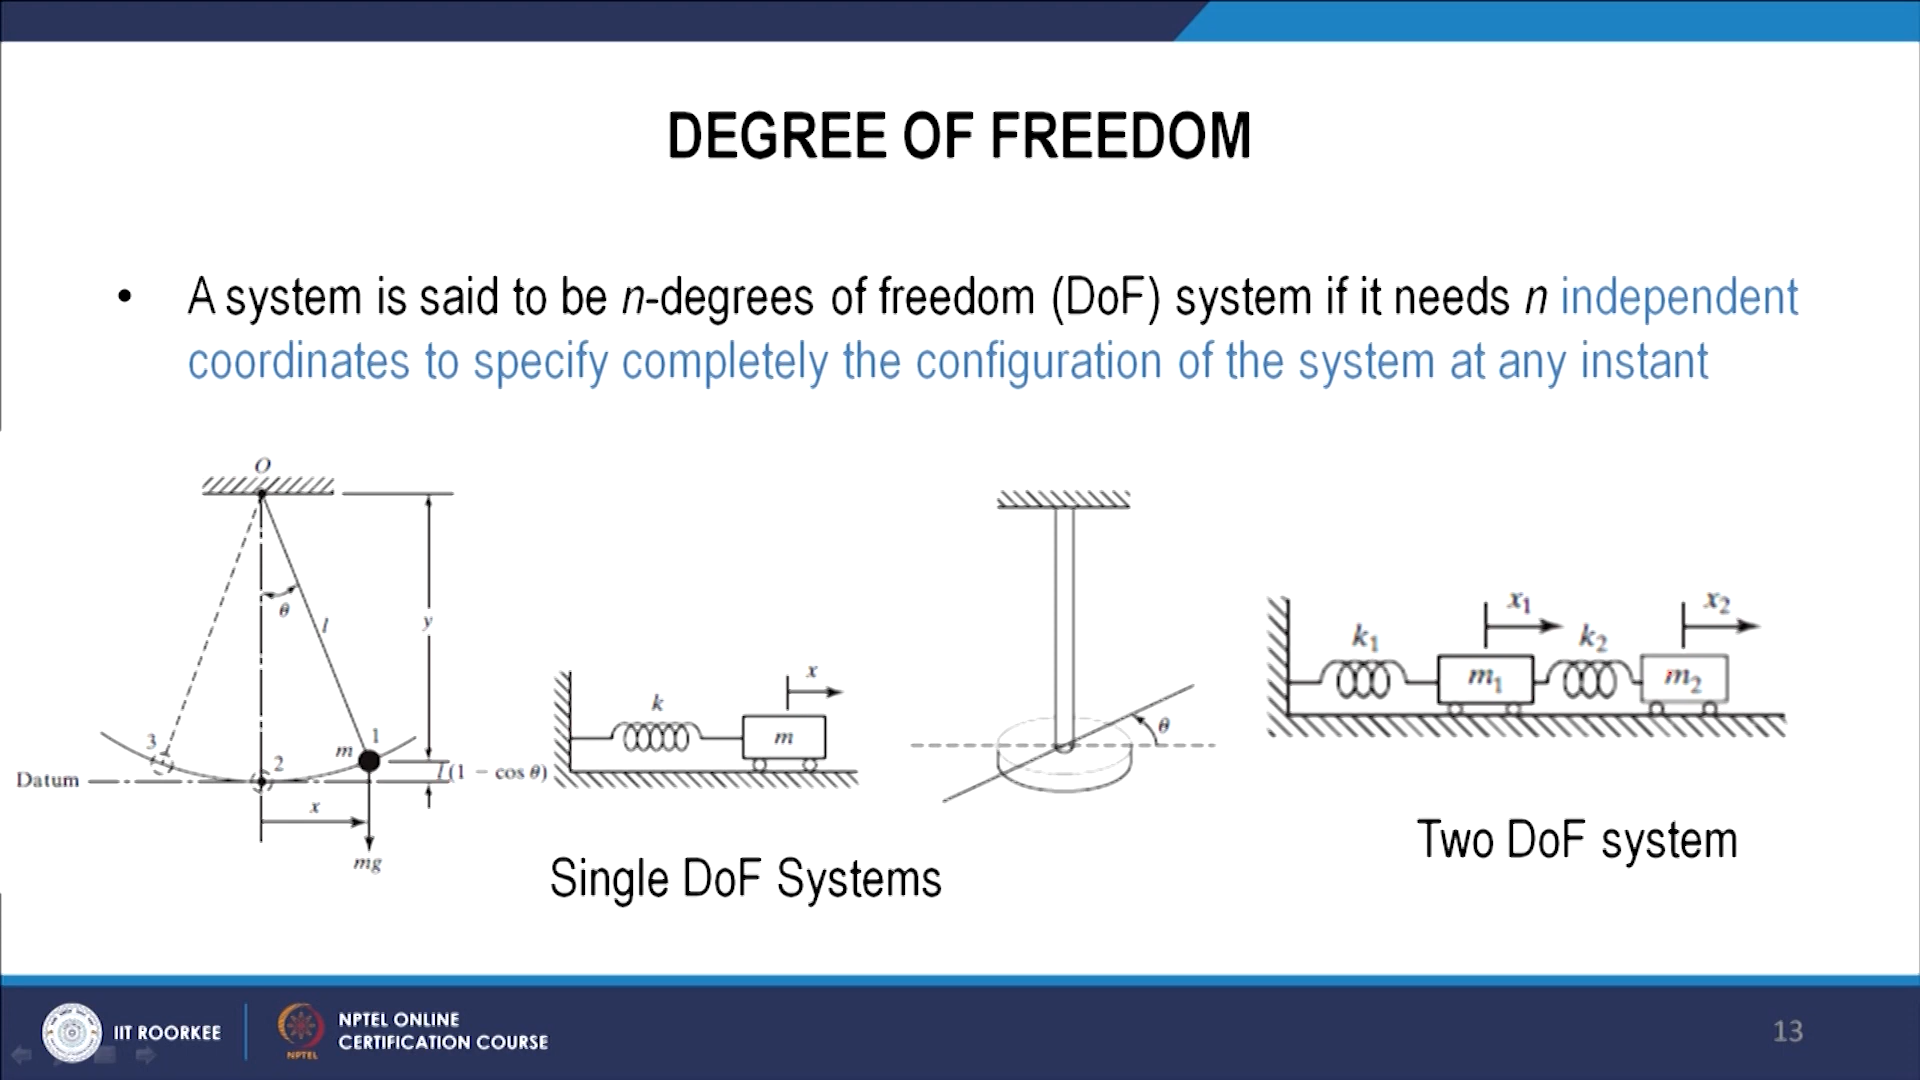 DEGREE OF FREEDOM
• A system is said to be n-degrees of freedom (DoF) system if it needs n independent
coordinates to specify completely the configuration of the system at any instant
O
θ
l
y
3
2
m
1
Datum
l(1 − cos θ)
x
mg
k
x
m
θ
k1
x1
m1
k2
x2
m2
Single DoF Systems
Two DoF system
IIT ROORKEE
NPTEL
NPTEL ONLINE
CERTIFICATION COURSE
13